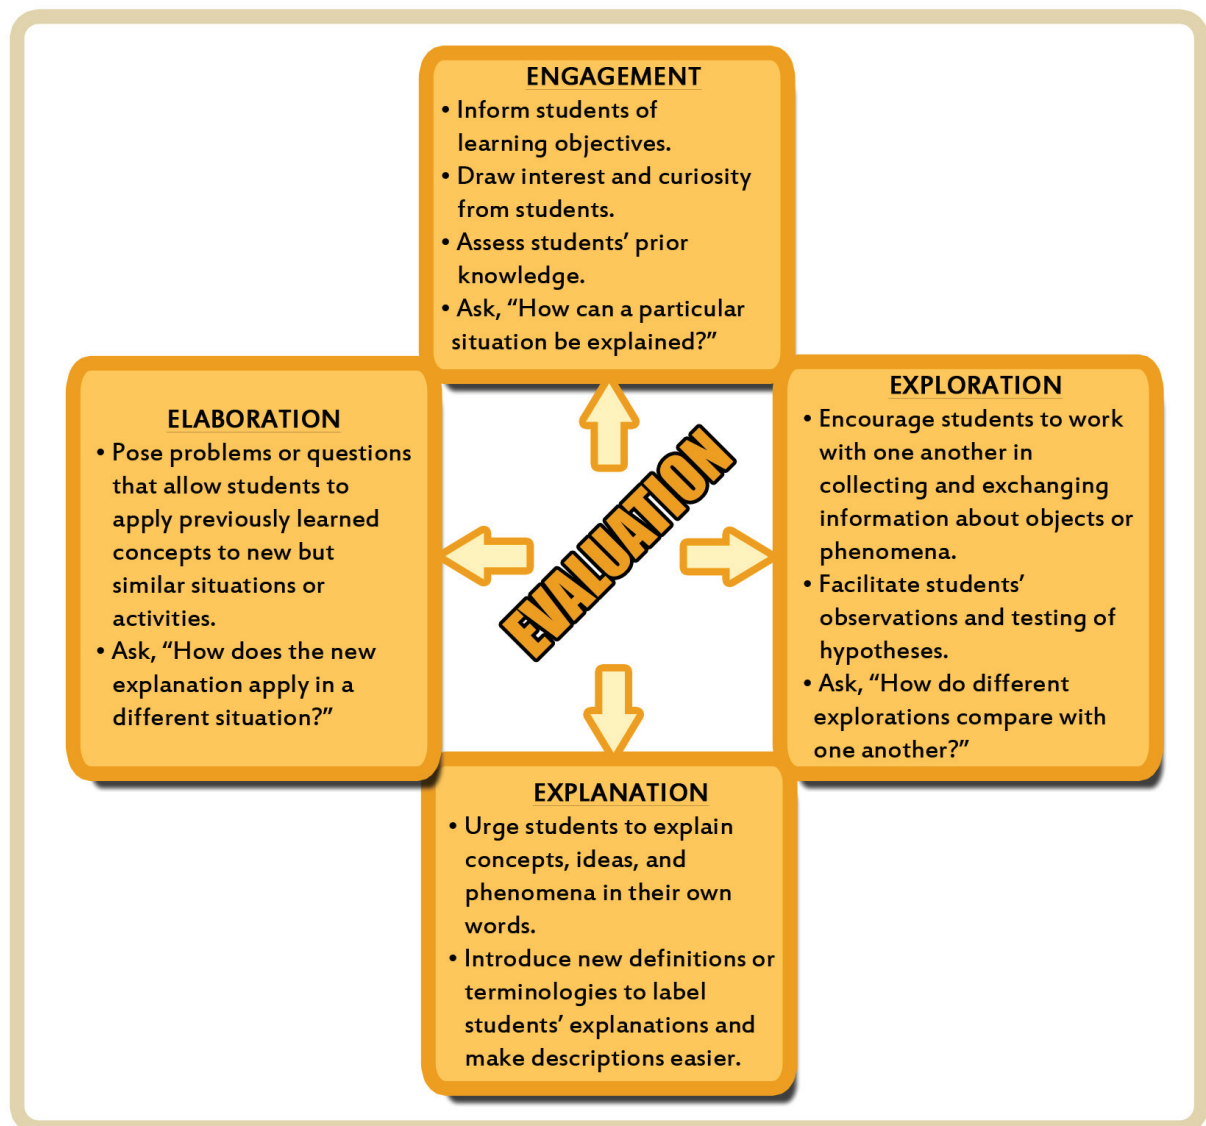 ENGAGEMENT
• Inform students of
learning objectives.
• Draw interest and curiosity
from students.
• Assess students’ prior
knowledge.
• Ask, “How can a particular
situation be explained?”
ELABORATION
• Pose problems or questions
that allow students to
apply previously learned
concepts to new but
similar situations or
activities.
• Ask, “How does the new
explanation apply in a
different situation?”
EVALUATION
EXPLORATION
• Encourage students to work
with one another in
collecting and exchanging
information about objects or
phenomena.
• Facilitate students’
observations and testing of
hypotheses.
• Ask, “How do different
explorations compare with
one another?”
EXPLANATION
• Urge students to explain
concepts, ideas, and
phenomena in their own
words.
• Introduce new definitions or
terminologies to label
students’ explanations and
make descriptions easier.